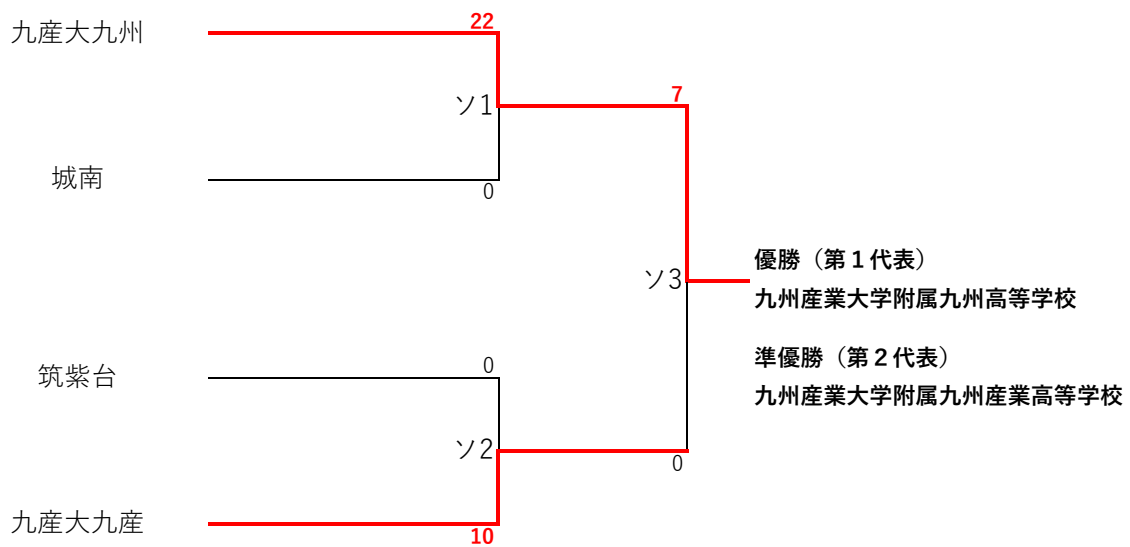 九産大九州
22
ソ1
7
城南
0
ソ3
優勝（第１代表）
九州産業大学附属九州高等学校
準優勝（第２代表）
九州産業大学附属九州産業高等学校
筑紫台
0
ソ2
0
九産大九産
10